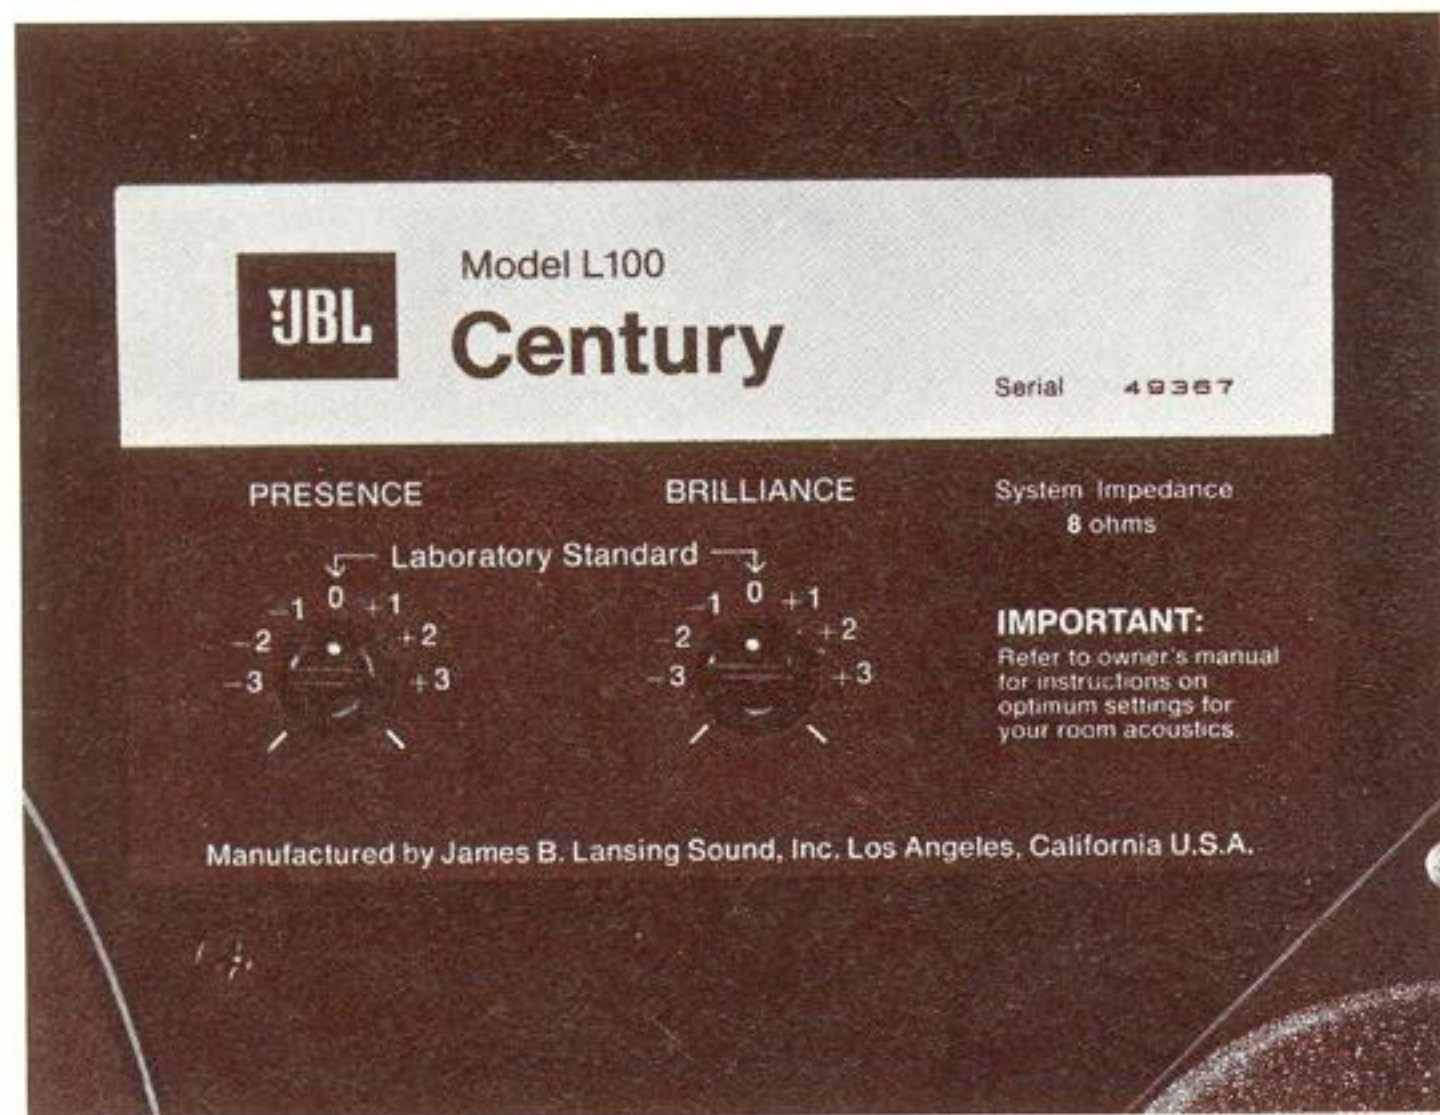 JBL
Model L100
Century
Serial 49367
PRESENCE
BRILLIANCE
System Impedance
8 ohms
Laboratory Standard
-3 -2 -1 0 +1 +2 +3
-3 -2 -1 0 +1 +2 +3
IMPORTANT:
Refer to owner's manual
for instructions on
optimum settings for
your room acoustics.
Manufactured by James B. Lansing Sound, Inc. Los Angeles, California U.S.A.